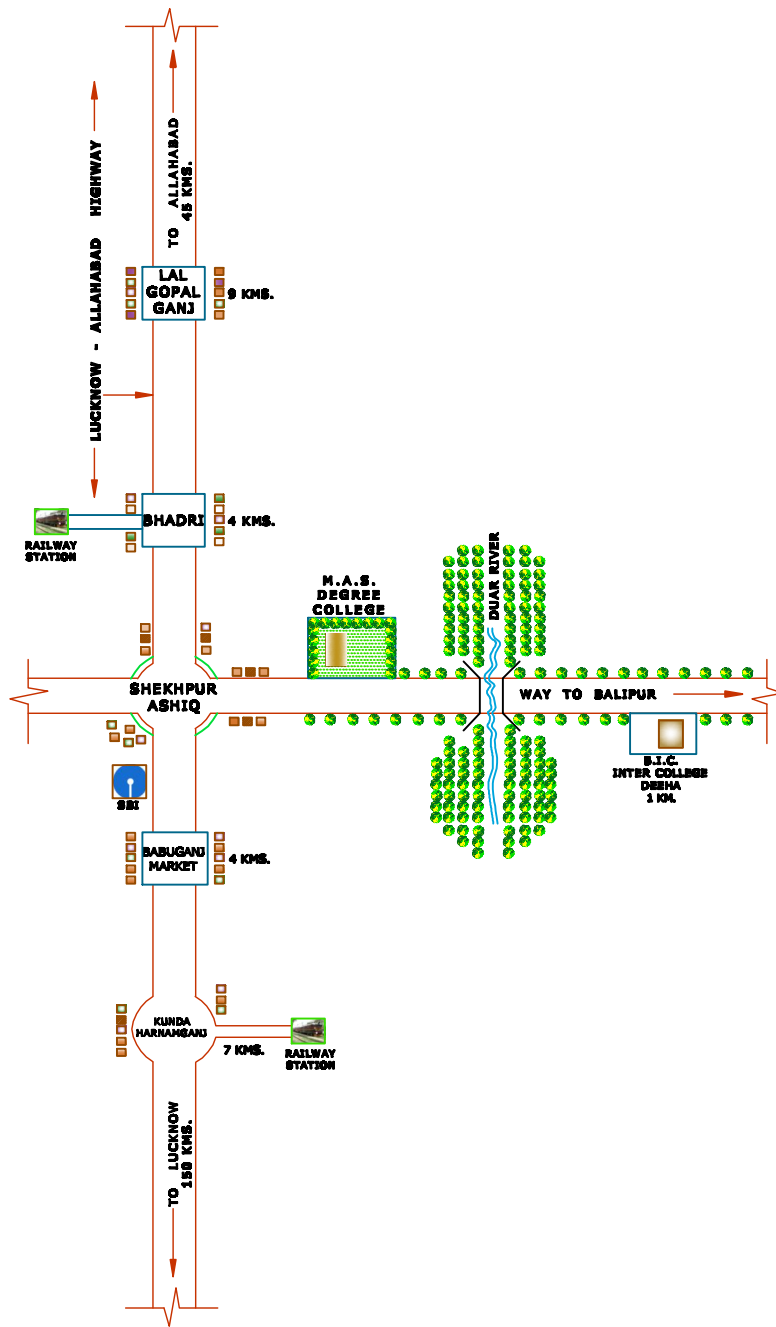 LUCKNOW - ALLAHABAD HIGHWAY
TO ALLAHABAD
45 KMS.
LAL
GOPAL
GANJ
9 KMS.
BHADRI
4 KMS.
RAILWAY
STATION
M.A.S.
DEGREE
COLLEGE
DUAR RIVER
SHEKHPUR
ASHIQ
WAY TO BALIPUR
B.I.C.
INTER COLLEGE
DEEHA
1 KM.
SBI
BABUGANJ
MARKET
4 KMS.
KUNDA
HARNAMGANJ
7 KMS.
RAILWAY
STATION
TO LUCKNOW
150 KMS.